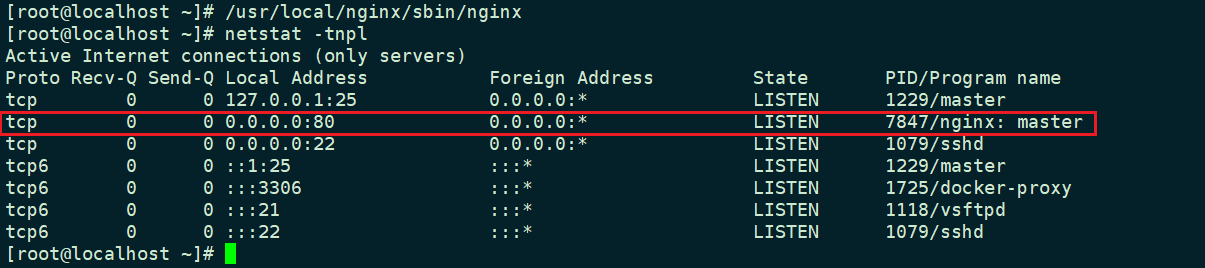 [root@localhost ~]# /usr/local/nginx/sbin/nginx
[root@localhost ~]# netstat -tnpl
Active Internet connections (only servers)
Proto Recv-Q Send-Q Local Address           Foreign Address         State       PID/Program name
tcp        0      0 127.0.0.1:25            0.0.0.0:*               LISTEN      1229/master
tcp        0      0 0.0.0.0:80              0.0.0.0:*               LISTEN      7847/nginx: master
tcp        0      0 0.0.0.0:22              0.0.0.0:*               LISTEN      1079/sshd
tcp6       0      0 ::1:25                  :::*                    LISTEN      1229/master
tcp6       0      0 :::3306                 :::*                    LISTEN      1725/docker-proxy
tcp6       0      0 :::21                   :::*                    LISTEN      1118/vsftpd
tcp6       0      0 :::22                   :::*                    LISTEN      1079/sshd
[root@localhost ~]#